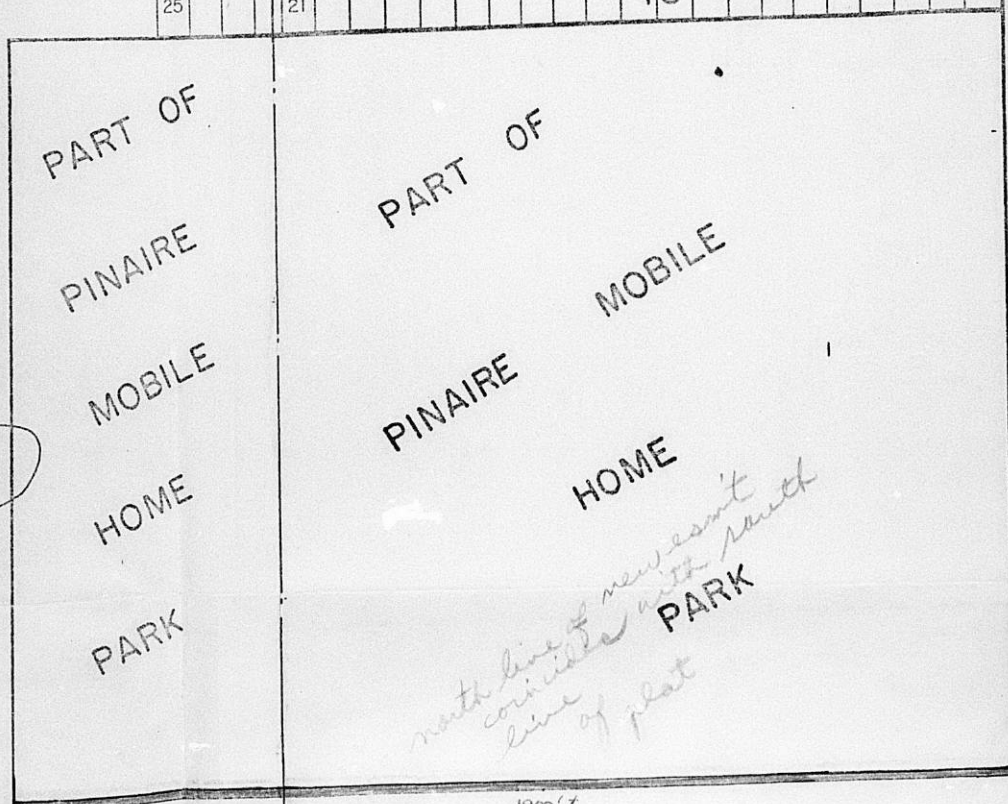 25
21
PART OF
PINAIRE
MOBILE
HOME
PARK
PART OF
MOBILE
PINAIRE
HOME
PARK
north line of new esm't
coincides with south
line
of plat